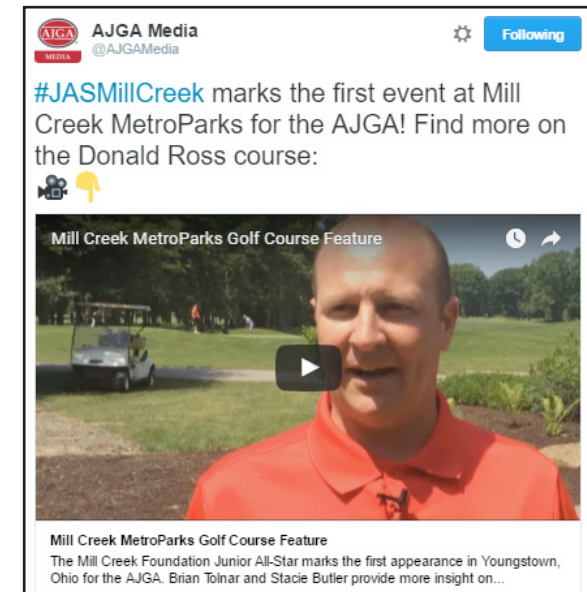 AJGA
MEDIA
AJGA Media
@AJGAMedia
Following
#JASMillCreek marks the first event at Mill
Creek MetroParks for the AJGA! Find more on
the Donald Ross course:
Mill Creek MetroParks Golf Course Feature
Mill Creek MetroParks Golf Course Feature
The Mill Creek Foundation Junior All-Star marks the first appearance in Youngstown,
Ohio for the AJGA. Brian Tolnar and Stacie Butler provide more insight on...